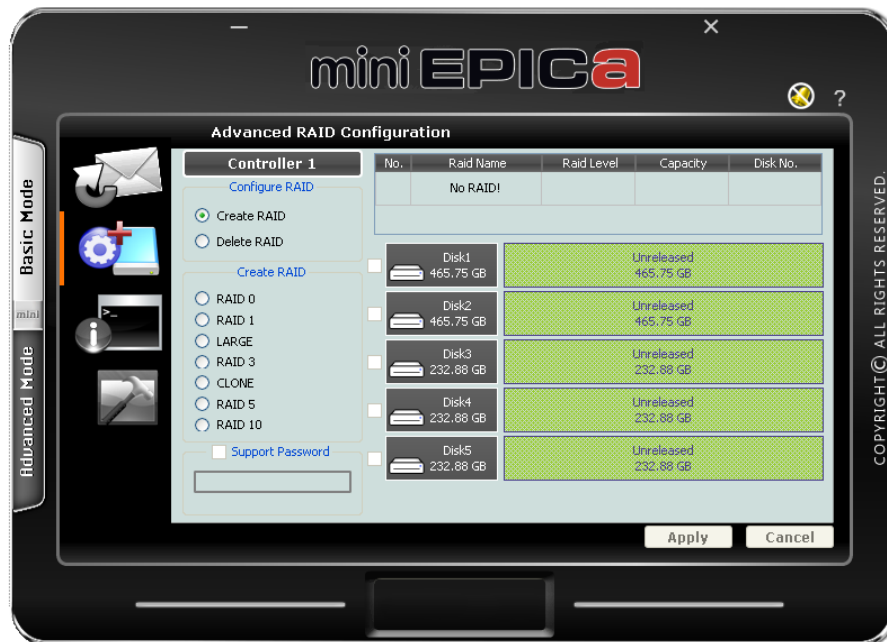 mini EPICa
?
Advanced RAID Configuration
Basic Mode
mini
Advanced Mode
Controller 1
Configure RAID
Create RAID
Delete RAID
Create RAID
RAID 0
RAID 1
LARGE
RAID 3
CLONE
RAID 5
RAID 10
Support Password
No. Raid Name Raid Level Capacity Disk No.
No RAID!
Disk1 Unreleased
465.75 GB 465.75 GB
Disk2 Unreleased
465.75 GB 465.75 GB
Disk3 Unreleased
232.88 GB 232.88 GB
Disk4 Unreleased
232.88 GB 232.88 GB
Disk5 Unreleased
232.88 GB 232.88 GB
Apply Cancel
COPYRIGHT© ALL RIGHTS RESERVED.